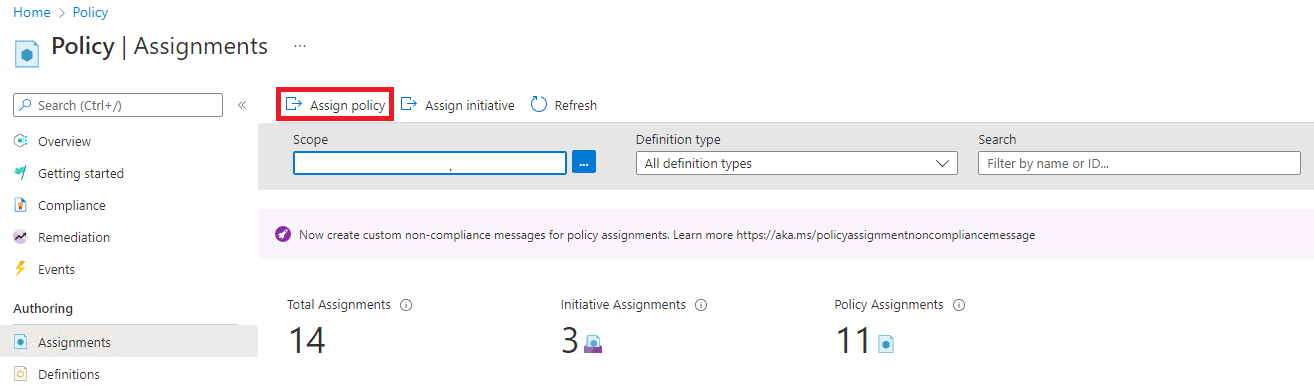 Home > Policy
Policy | Assignments ...
Search (Ctrl+/) «
Assign policy Assign initiative Refresh
Overview
Getting started
Compliance
Remediation
Events
Authoring
Assignments
Definitions
Scope Definition type Search
... All definition types Filter by name or ID...
Now create custom non-compliance messages for policy assignments. Learn more https://aka.ms/policyassignmentnoncompliancemessage
Total Assignments Initiative Assignments Policy Assignments
14 3 11